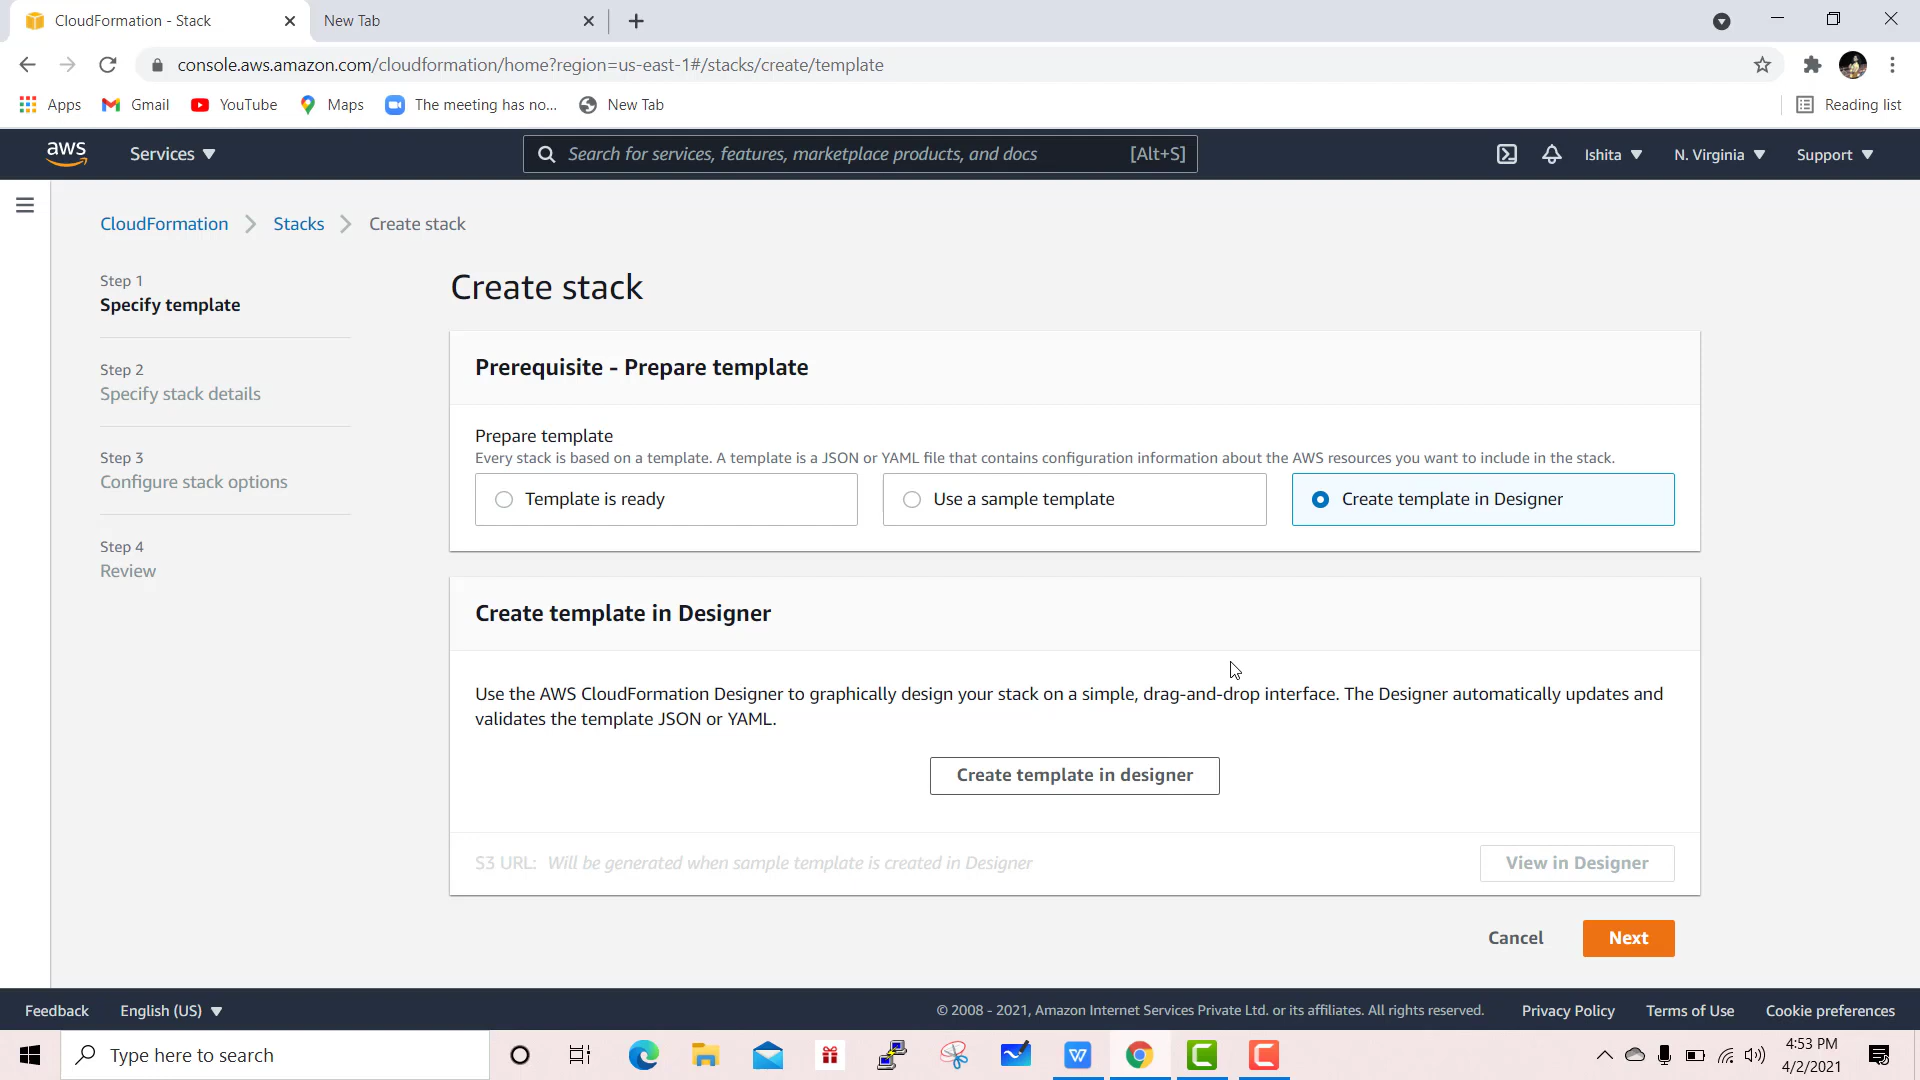 CloudFormation - Stack
New Tab
console.aws.amazon.com/cloudformation/home?region=us-east-1#/stacks/create/template
Apps
Gmail
YouTube
Maps
The meeting has no...
New Tab
Reading list
aws
Services
Search for services, features, marketplace products, and docs
[Alt+S]
Ishita
N. Virginia
Support
CloudFormation
Stacks
Create stack
Step 1
Specify template
Step 2
Specify stack details
Step 3
Configure stack options
Step 4
Review
Create stack
Prerequisite - Prepare template
Prepare template
Every stack is based on a template. A template is a JSON or YAML file that contains configuration information about the AWS resources you want to include in the stack.
Template is ready
Use a sample template
Create template in Designer
Create template in Designer
Use the AWS CloudFormation Designer to graphically design your stack on a simple, drag-and-drop interface. The Designer automatically updates and
validates the template JSON or YAML.
Create template in designer
S3 URL: Will be generated when sample template is created in Designer
View in Designer
Cancel
Next
Feedback
English (US)
© 2008 - 2021, Amazon Internet Services Private Ltd. or its affiliates. All rights reserved.
Privacy Policy
Terms of Use
Cookie preferences
Type here to search
4:53 PM
4/2/2021